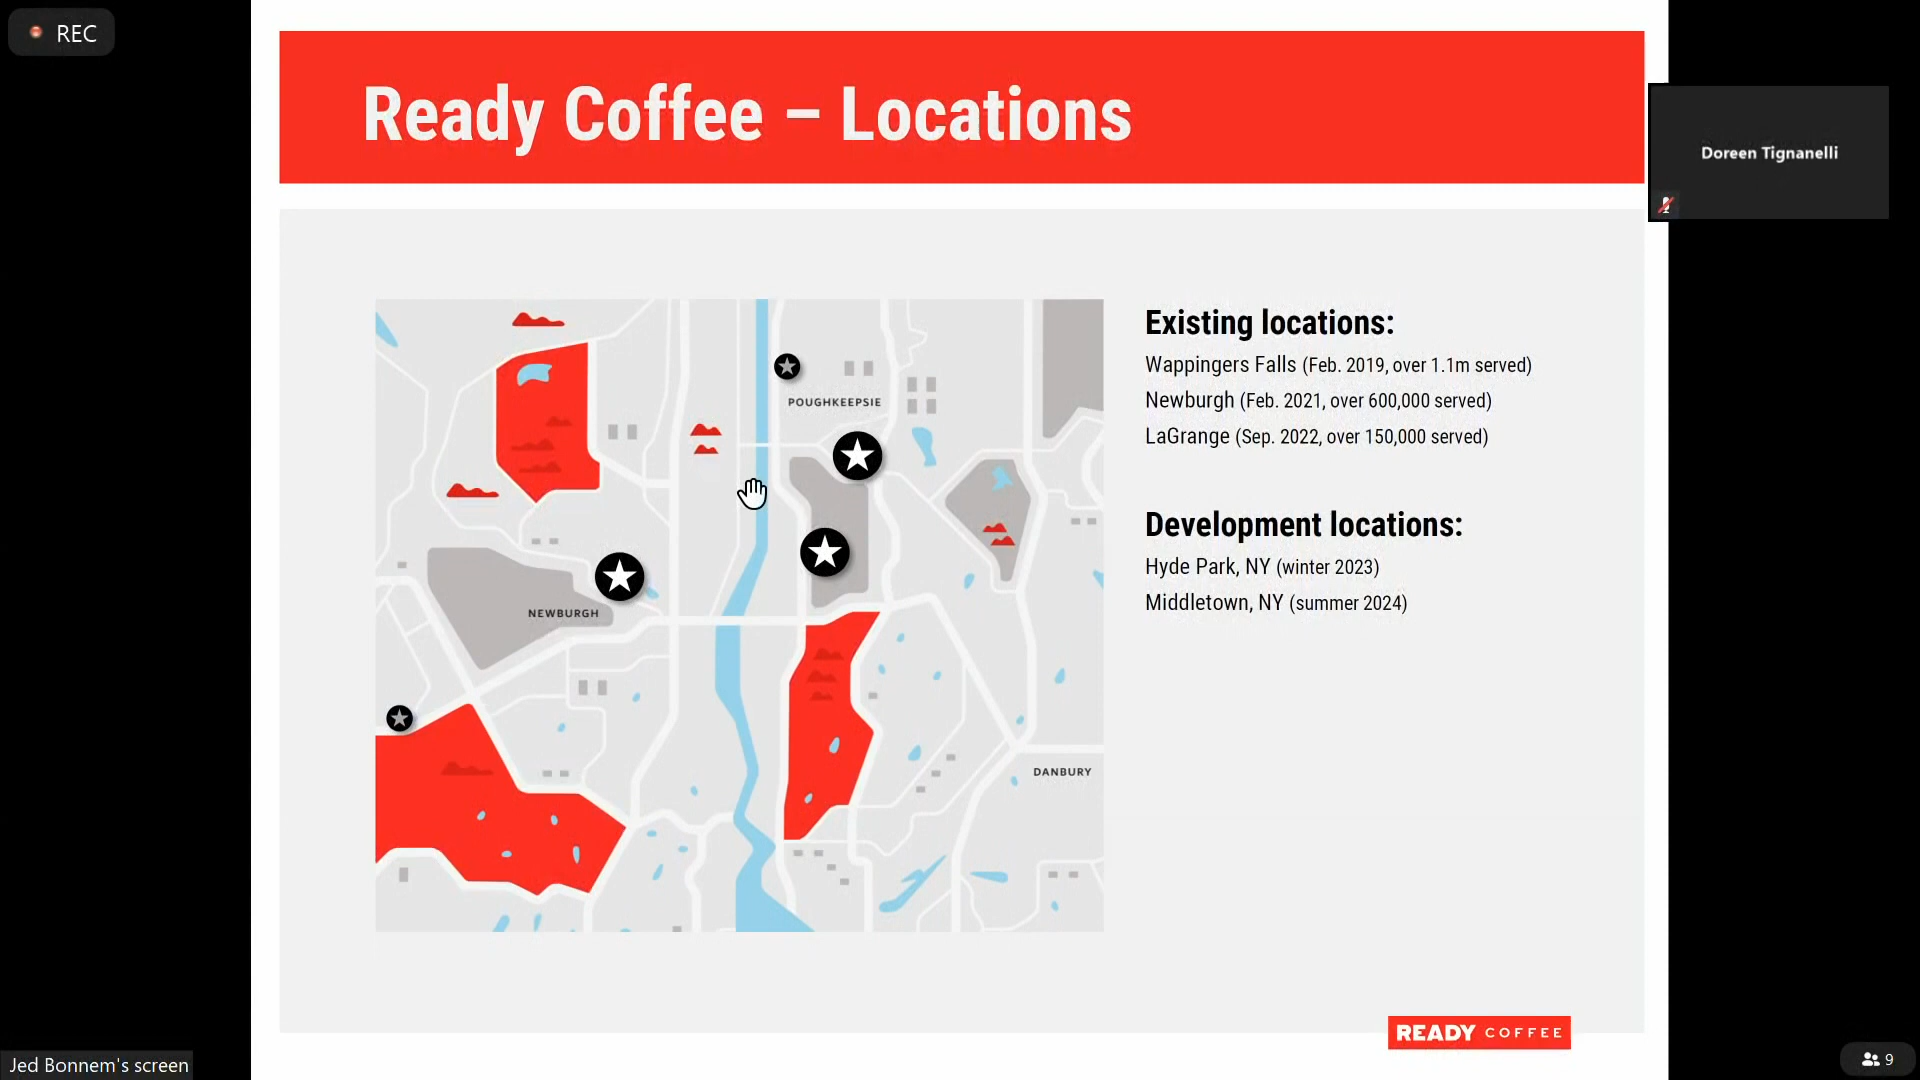 REC
Ready Coffee – Locations
Doreen Tignanelli
POUGHKEEPSIE
NEWBURGH
DANBURY
Existing locations:
Wappingers Falls (Feb. 2019, over 1.1m served)
Newburgh (Feb. 2021, over 600,000 served)
LaGrange (Sep. 2022, over 150,000 served)
Development locations:
Hyde Park, NY (winter 2023)
Middletown, NY (summer 2024)
READY COFFEE
Jed Bonnem's screen
9